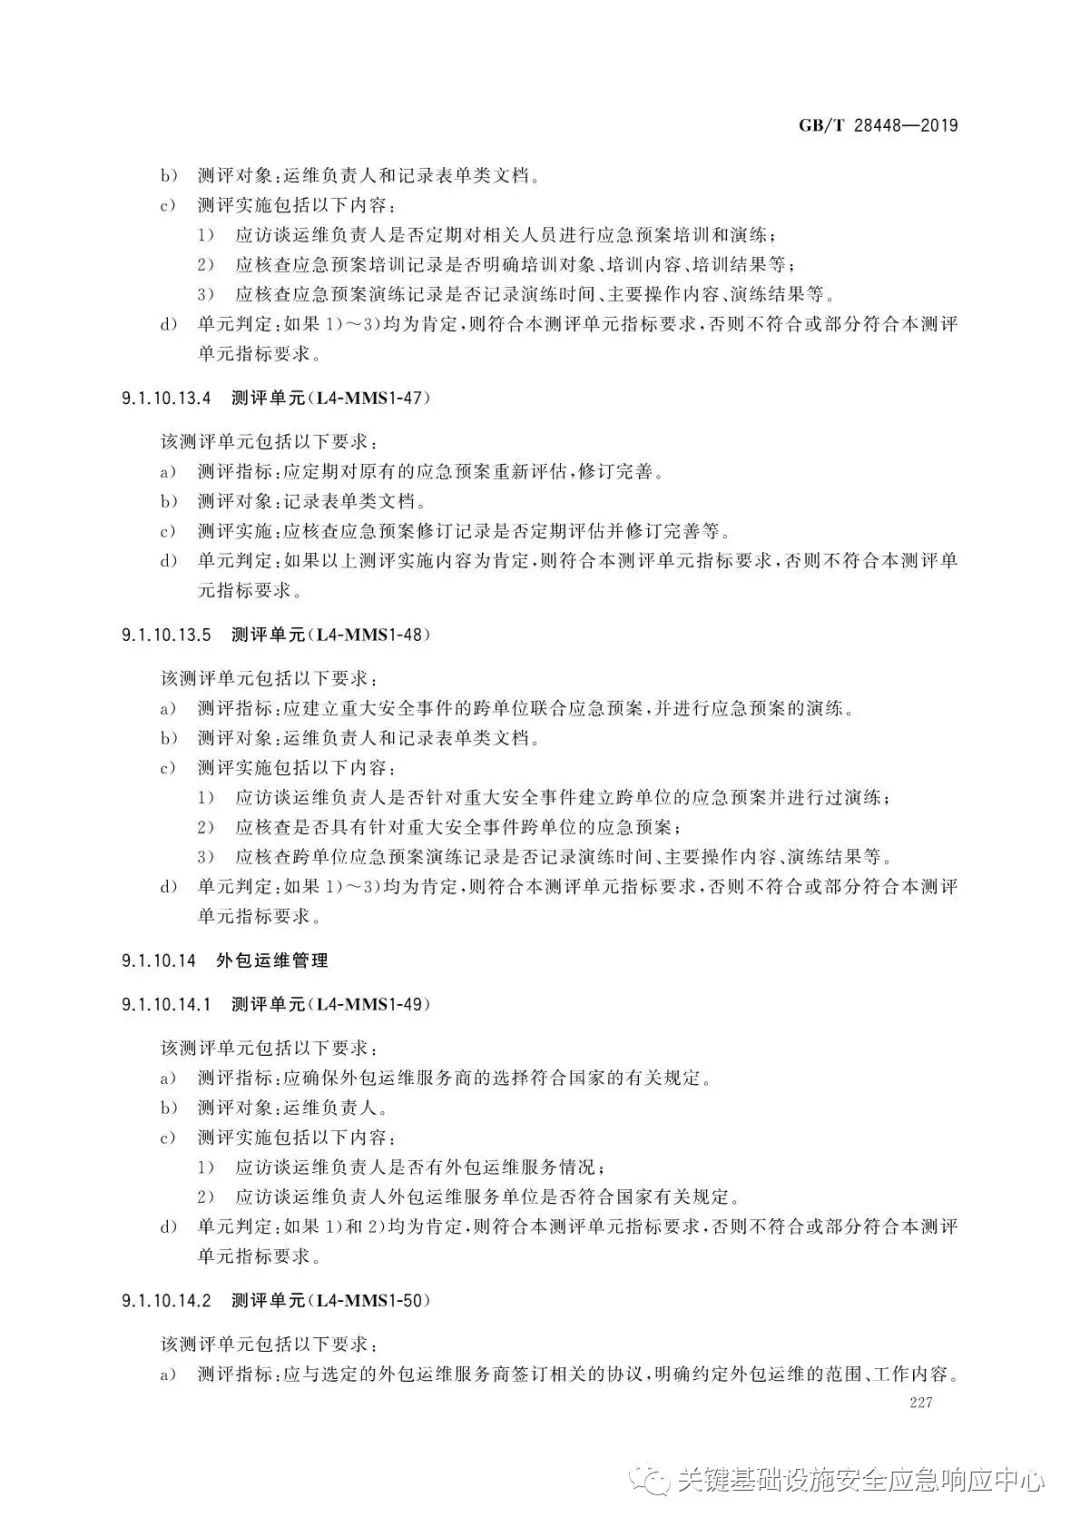 GB/T 28448—2019
b) 测评对象:运维负责人和记录表单类文档。
c) 测评实施包括以下内容:
1) 应访谈运维负责人是否定期对相关人员进行应急预案培训和演练;
2) 应核查应急预案培训记录是否明确培训对象、培训内容、培训结果等;
3) 应核查应急预案演练记录是否记录演练时间、主要操作内容、演练结果等。
d) 单元判定:如果 1)～3)均为肯定,则符合本测评单元指标要求,否则不符合或部分符合本测评
单元指标要求。
9.1.10.13.4 测评单元(L4-MMS1-47)
该测评单元包括以下要求:
a) 测评指标:应定期对原有的应急预案重新评估,修订完善。
b) 测评对象:记录表单类文档。
c) 测评实施:应核查应急预案修订记录是否定期评估并修订完善等。
d) 单元判定:如果以上测评实施内容为肯定,则符合本测评单元指标要求,否则不符合本测评单
元指标要求。
9.1.10.13.5 测评单元(L4-MMS1-48)
该测评单元包括以下要求:
a) 测评指标:应建立重大安全事件的跨单位联合应急预案,并进行应急预案的演练。
b) 测评对象:运维负责人和记录表单类文档。
c) 测评实施包括以下内容:
1) 应访谈运维负责人是否针对重大安全事件建立跨单位的应急预案并进行过演练;
2) 应核查是否具有针对重大安全事件跨单位的应急预案;
3) 应核查跨单位应急预案演练记录是否记录演练时间、主要操作内容、演练结果等。
d) 单元判定:如果 1)～3)均为肯定,则符合本测评单元指标要求,否则不符合或部分符合本测评
单元指标要求。
9.1.10.14 外包运维管理
9.1.10.14.1 测评单元(L4-MMS1-49)
该测评单元包括以下要求:
a) 测评指标:应确保外包运维服务商的选择符合国家的有关规定。
b) 测评对象:运维负责人。
c) 测评实施包括以下内容:
1) 应访谈运维负责人是否有外包运维服务情况;
2) 应访谈运维负责人外包运维服务单位是否符合国家有关规定。
d) 单元判定:如果 1)和 2)均为肯定,则符合本测评单元指标要求,否则不符合或部分符合本测评
单元指标要求。
9.1.10.14.2 测评单元(L4-MMS1-50)
该测评单元包括以下要求:
a) 测评指标:应与选定的外包运维服务商签订相关的协议,明确约定外包运维的范围、工作内容。
227
关键基础设施安全应急响应中心